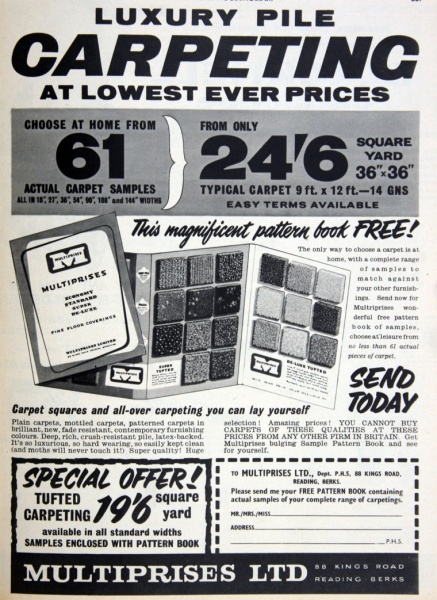 LUXURY PILE
CARPETING
AT LOWEST EVER PRICES
CHOOSE AT HOME FROM
61
ACTUAL CARPET SAMPLES
ALL IN 18", 27", 36", 54", 90", 108" and 144" WIDTHS
FROM ONLY
24'6
SQUARE
YARD
36"x36"
TYPICAL CARPET 9 ft. x 12 ft.—14 GNS
EASY TERMS AVAILABLE
This magnificent pattern book FREE!
MULTIPRISES
MULTIPRISES
ECONOMY
STANDARD
SUPER
DE-LUXE
FINE FLOOR COVERINGS
MULTIPRISES LIMITED
SUPER
TUFTED
DE-LUXE TUFTED
The only way to choose a carpet is at
home, with a complete range
of samples to
match against
your other furnish-
ings. Send now for
Multiprises won-
derful free pattern
book of samples,
choose at leisure from
no less than 61 actual
pieces of carpet.
SEND
TODAY
Carpet squares and all-over carpeting you can lay yourself
Plain carpets, mottled carpets, patterned carpets in
brilliant, new, fade resistant, contemporary furnishing
colours. Deep, rich, crush-resistant pile, latex-backed.
It's so luxurious, so hard wearing, so easily kept clean
(and moths will never touch it!) Super quality! Huge
selection! Amazing prices! YOU CANNOT BUY
CARPETS OF THESE QUALITIES AT THESE
PRICES FROM ANY OTHER FIRM IN BRITAIN. Get
Multiprises bulging Sample Pattern Book and see
for yourself.
SPECIAL OFFER!
TUFTED
CARPETING
19'6
square
yard
available in all standard widths
SAMPLES ENCLOSED WITH PATTERN BOOK
TO MULTIPRISES LTD., Dept. P.H.5, 88 KINGS ROAD,
READING, BERKS.
Please send me your FREE PATTERN BOOK containing
actual samples of your complete range of carpetings.
MR./MRS./MISS
ADDRESS
P.H.5.
MULTIPRISES LTD
88 KINGS ROAD
READING · BERKS